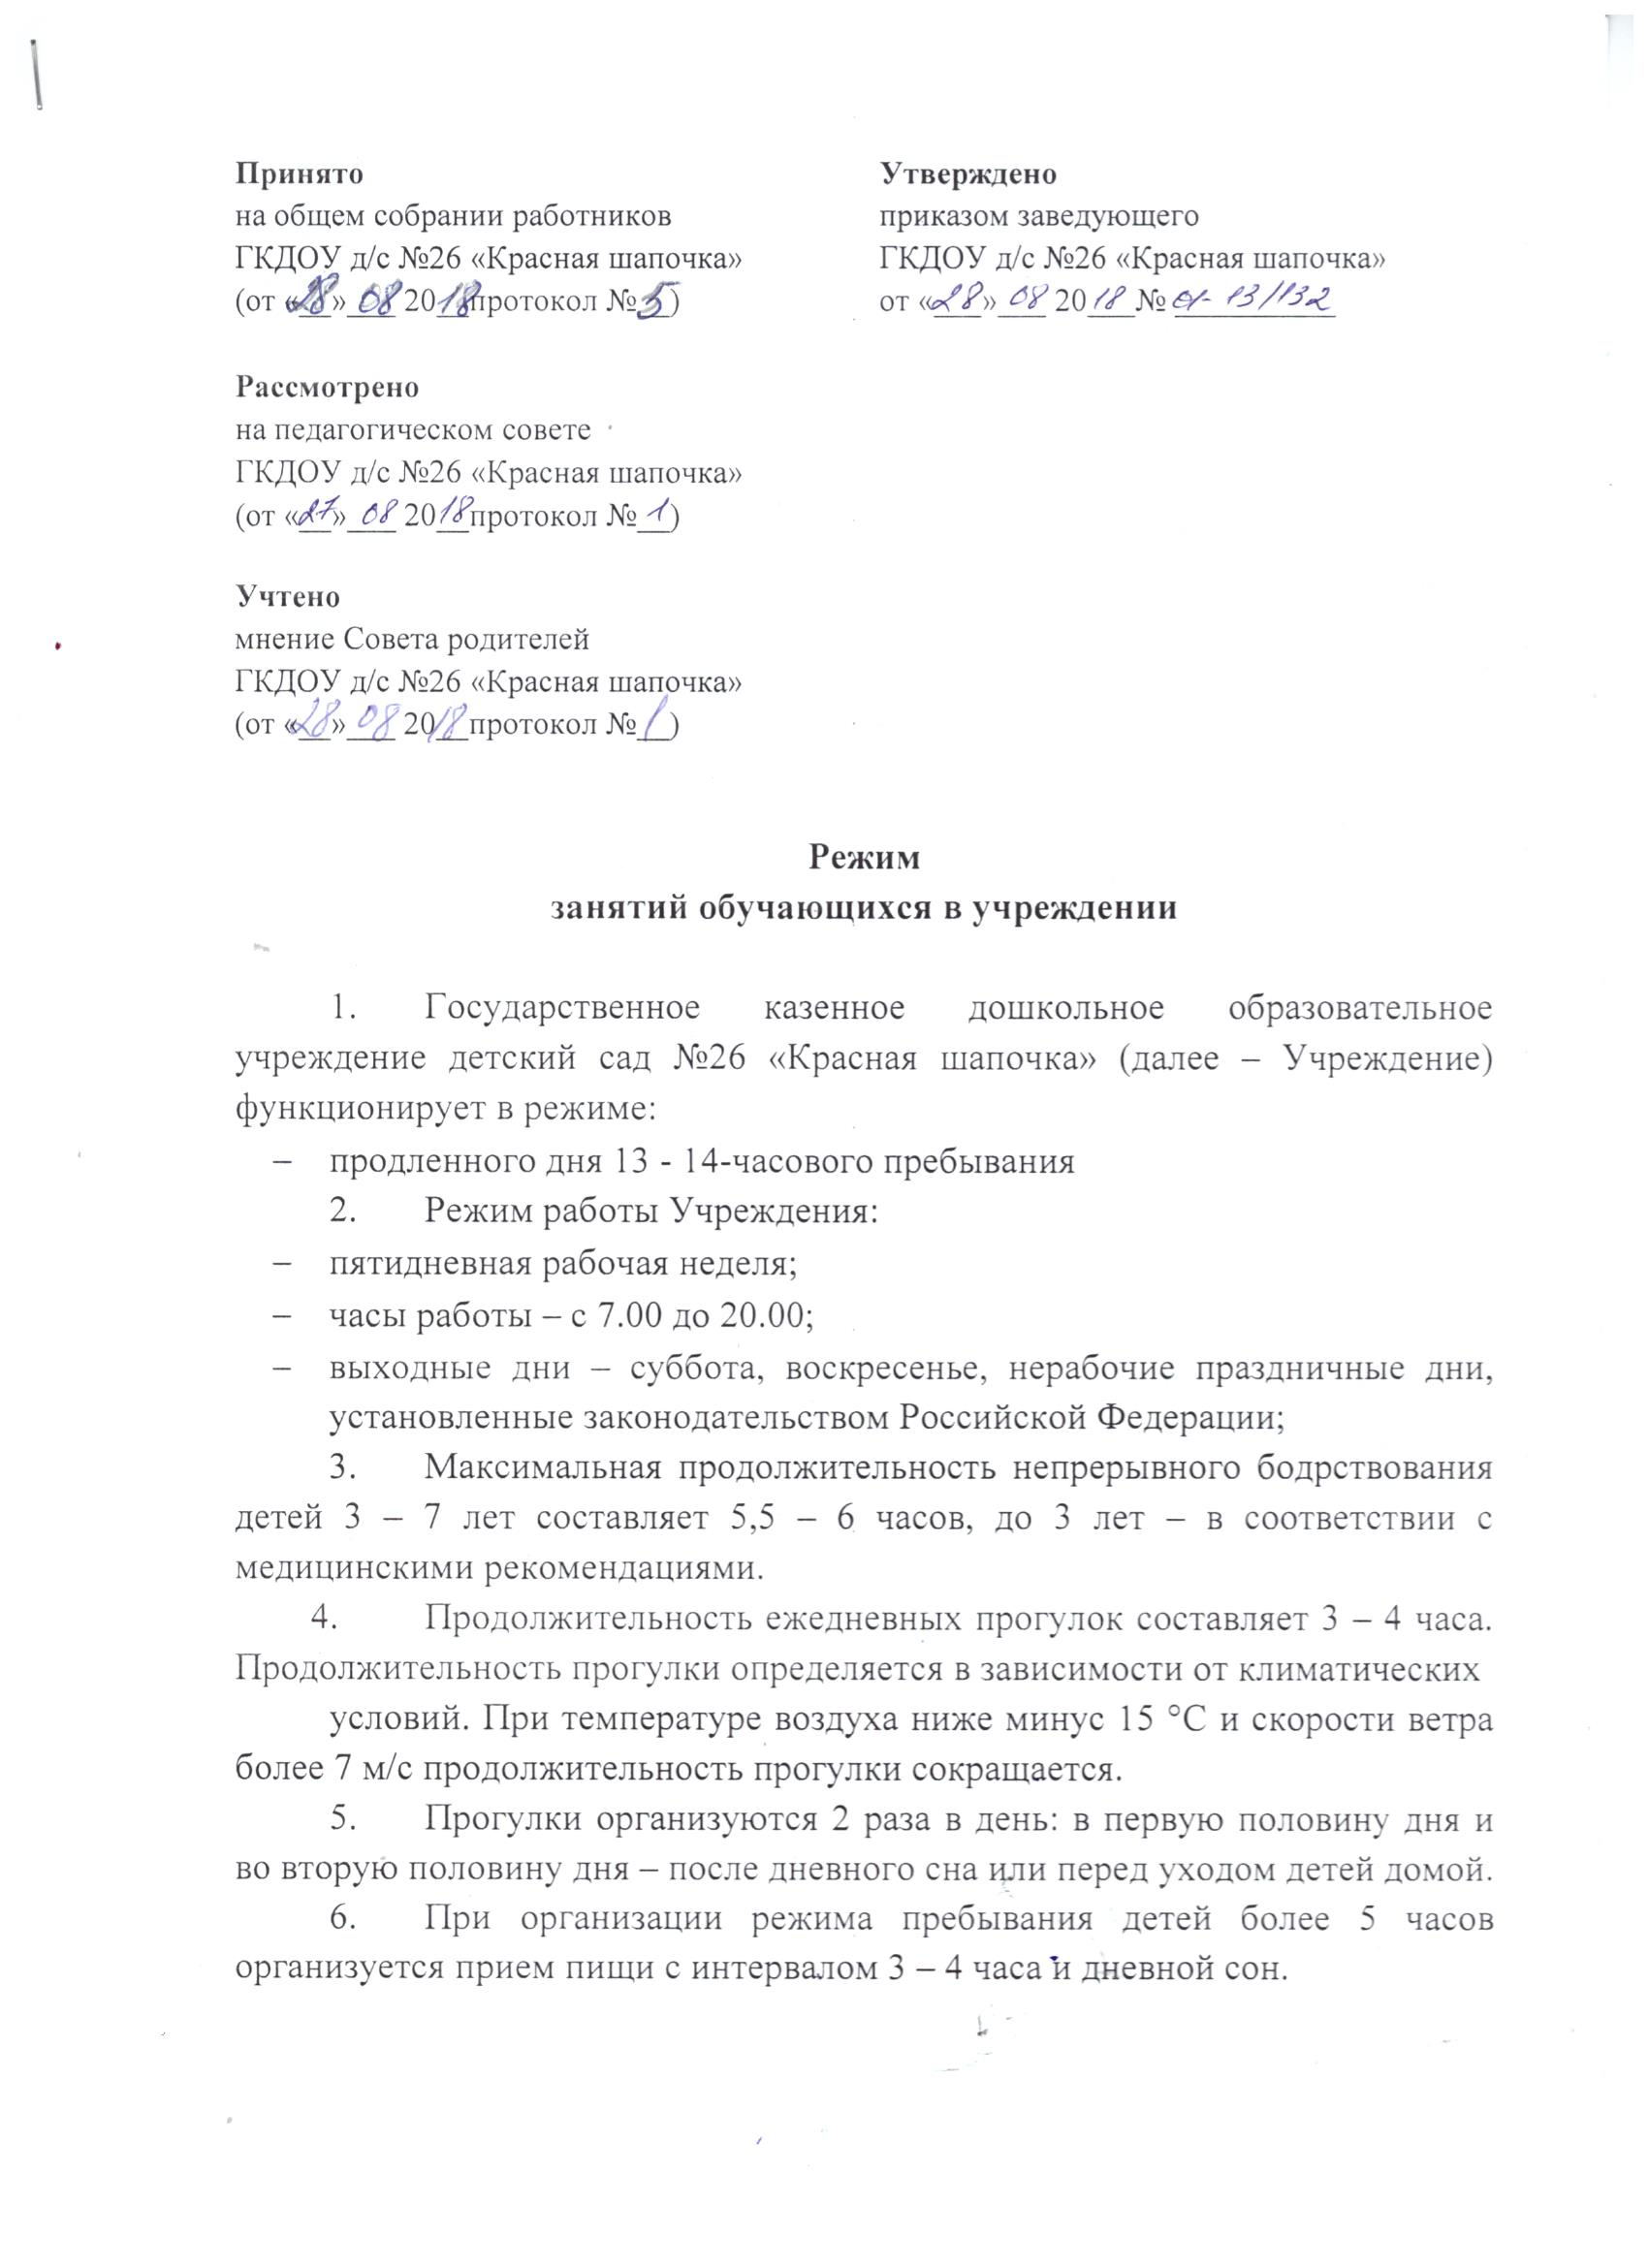 Принято
на общем собрании работников
ГКДОУ д/с №26 «Красная шапочка»
(от «28» 08 2018 протокол №5)
Утверждено
приказом заведующего
ГКДОУ д/с №26 «Красная шапочка»
от «28» 08 2018 № 01-13/132
Рассмотрено
на педагогическом совете
ГКДОУ д/с №26 «Красная шапочка»
(от «27» 08 2018 протокол №1)
Учтено
мнение Совета родителей
ГКДОУ д/с №26 «Красная шапочка»
(от «28» 08 2018 протокол №1)
Режим
занятий обучающихся в учреждении
1. Государственное казенное дошкольное образовательное
учреждение детский сад №26 «Красная шапочка» (далее – Учреждение)
функционирует в режиме:
– продленного дня 13 - 14-часового пребывания
2. Режим работы Учреждения:
– пятидневная рабочая неделя;
– часы работы – с 7.00 до 20.00;
– выходные дни – суббота, воскресенье, нерабочие праздничные дни,
установленные законодательством Российской Федерации;
3. Максимальная продолжительность непрерывного бодрствования
детей 3 – 7 лет составляет 5,5 – 6 часов, до 3 лет – в соответствии с
медицинскими рекомендациями.
4. Продолжительность ежедневных прогулок составляет 3 – 4 часа.
Продолжительность прогулки определяется в зависимости от климатических
условий. При температуре воздуха ниже минус 15 °С и скорости ветра
более 7 м/с продолжительность прогулки сокращается.
5. Прогулки организуются 2 раза в день: в первую половину дня и
во вторую половину дня – после дневного сна или перед уходом детей домой.
6. При организации режима пребывания детей более 5 часов
организуется прием пищи с интервалом 3 – 4 часа и дневной сон.